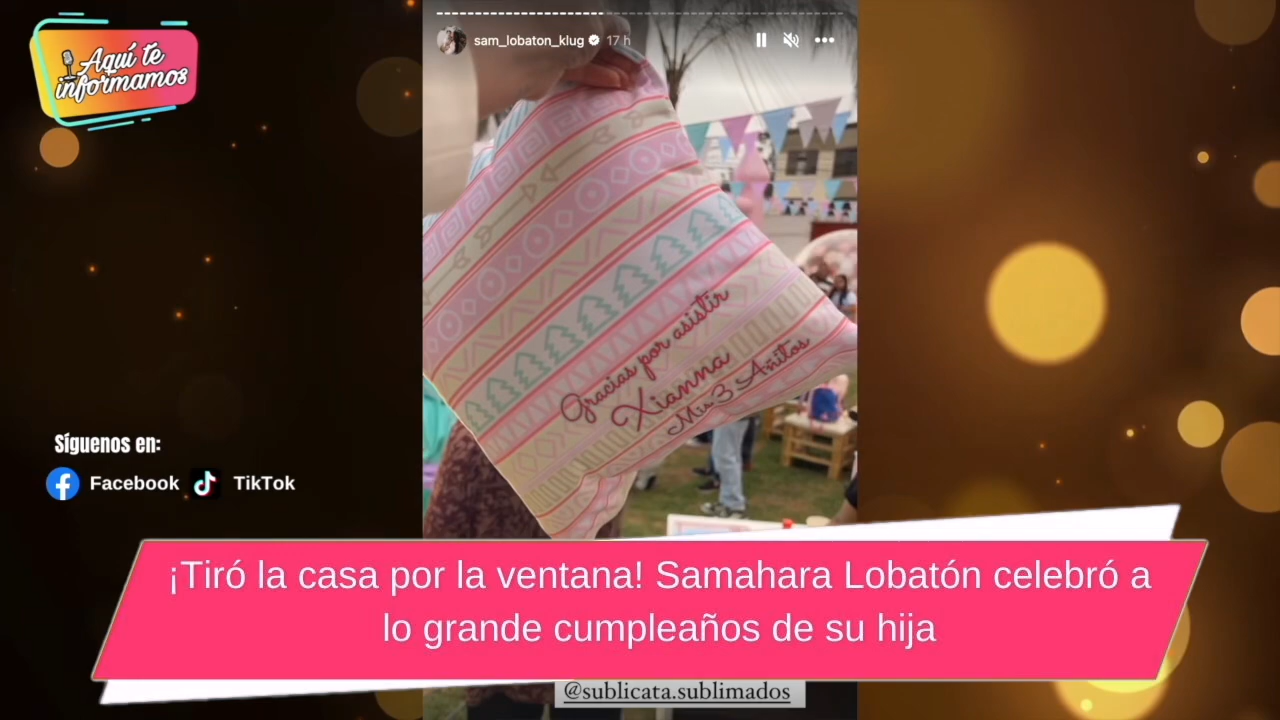 Aquí te
informamos
sam_lobaton_klug 17 h
Gracias por asistir
Xianna
Mis 3 Añitos
Síguenos en:
Facebook TikTok
¡Tiró la casa por la ventana! Samahara Lobatón celebró a
lo grande cumpleaños de su hija
@sublicata.sublimados